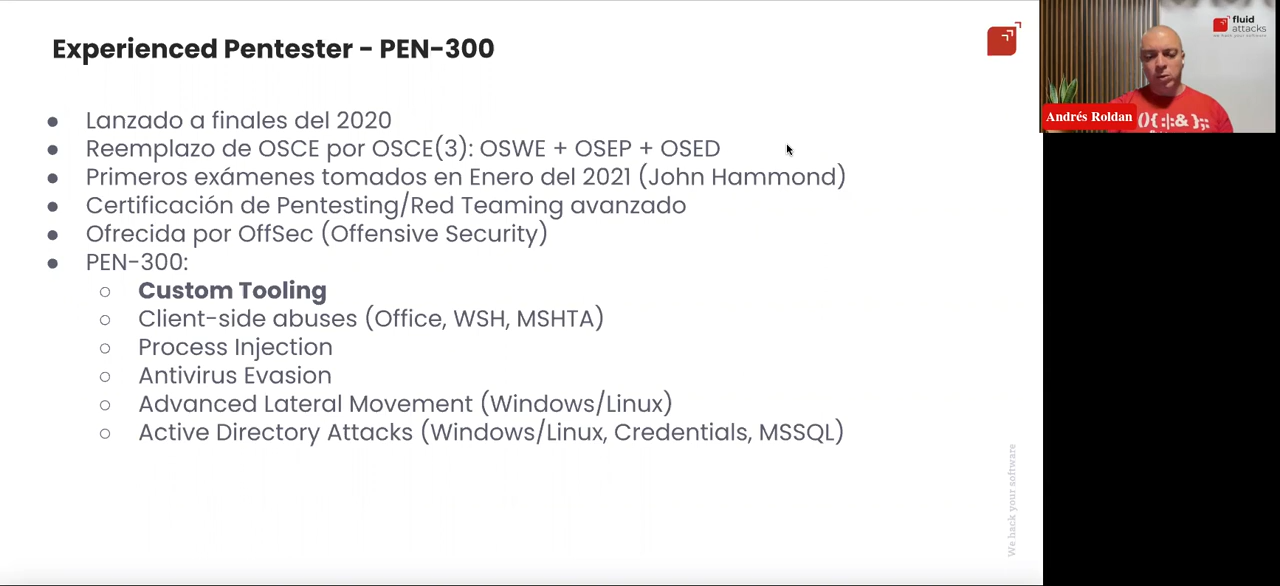 Experienced Pentester - PEN-300
● Lanzado a finales del 2020
● Reemplazo de OSCE por OSCE(3): OSWE + OSEP + OSED
● Primeros exámenes tomados en Enero del 2021 (John Hammond)
● Certificación de Pentesting/Red Teaming avanzado
● Ofrecida por OffSec (Offensive Security)
● PEN-300:
○ Custom Tooling
○ Client-side abuses (Office, WSH, MSHTA)
○ Process Injection
○ Antivirus Evasion
○ Advanced Lateral Movement (Windows/Linux)
○ Active Directory Attacks (Windows/Linux, Credentials, MSSQL)
We hack your software
fluid
attacks
we hack your software
Andrés Roldan
(){ :|:& };: